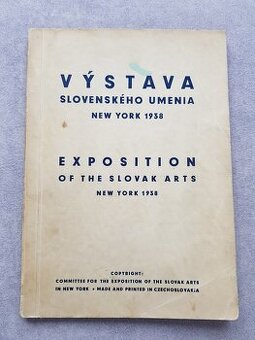 VÝSTAVA
SLOVENSKÉHO UMENIA
NEW YORK 1938
EXPOSITION
OF THE SLOVAK ARTS
NEW YORK 1938
COPYRIGHT:
COMMITTEE FOR THE EXPOSITION OF THE SLOVAK ARTS
IN NEW YORK • MADE AND PRINTED IN CZECHOSLOVAKIA